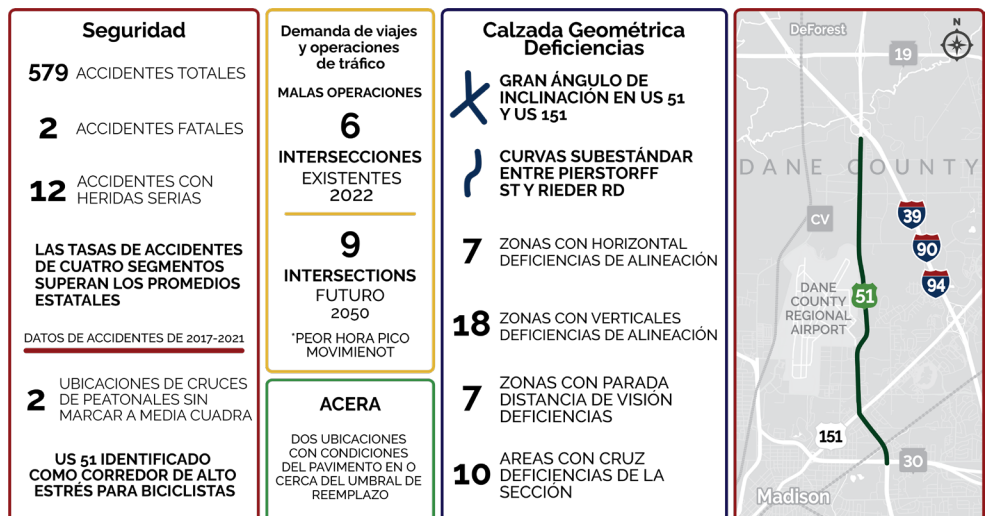 Seguridad
579 ACCIDENTES TOTALES
2 ACCIDENTES FATALES
12 ACCIDENTES CON
HERIDAS SERIAS
LAS TASAS DE ACCIDENTES
DE CUATRO SEGMENTOS
SUPERAN LOS PROMEDIOS
ESTATALES
DATOS DE ACCIDENTES DE 2017-2021
2 UBICACIONES DE CRUCES
DE PEATONALES SIN
MARCAR A MEDIA CUADRA
US 51 IDENTIFICADO
COMO CORREDOR DE ALTO
ESTRÉS PARA BICICLISTAS
Demanda de viajes
y operaciones
de tráfico
MALAS OPERACIONES
6
INTERSECCIONES
EXISTENTES
2022
9
INTERSECTIONS
FUTURO
2050
*PEOR HORA PICO
MOVIMIENOT
ACERA
DOS UBICACIONES
CON CONDICIONES
DEL PAVIMENTO EN O
CERCA DEL UMBRAL DE
REEMPLAZO
Calzada Geométrica
Deficiencias
GRAN ÁNGULO DE
INCLINACIÓN EN US 51
Y US 151
CURVAS SUBESTÁNDAR
ENTRE PIERSTORFF
ST Y RIEDER RD
7 ZONAS CON HORIZONTAL
DEFICIENCIAS DE ALINEACIÓN
18 ZONAS CON VERTICALES
DEFICIENCIAS DE ALINEACIÓN
7 ZONAS CON PARADA
DISTANCIA DE VISIÓN
DEFICIENCIAS
10 AREAS CON CRUZ
DEFICIENCIAS DE LA
SECCIÓN
DeForest
N
19
DANE COUNTY
CV
39
90
94
DANE
COUNTY
REGIONAL
AIRPORT
51
151
30
Madison